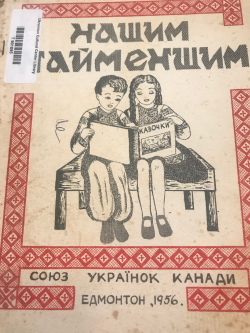 НАШИМ
НАЙМЕНШИМ
КАЗОЧКИ
СОЮЗ УКРАЇНОК КАНАДИ
ЕДМОНТОН, 1956.